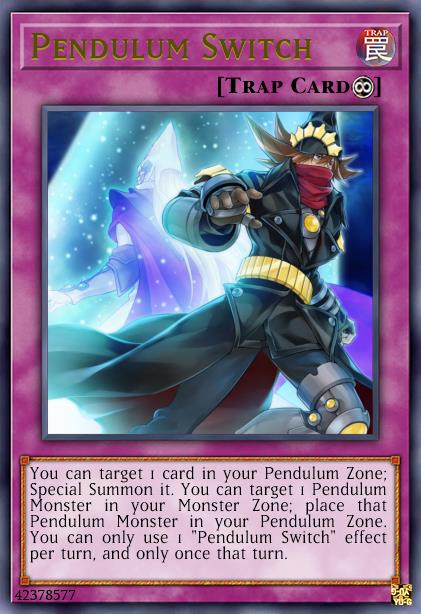 Pendulum Switch
TRAP
罠
[Trap Card♾]
You can target 1 card in your Pendulum Zone;
Special Summon it. You can target 1 Pendulum
Monster in your Monster Zone; place that
Pendulum Monster in your Pendulum Zone.
You can only use 1 "Pendulum Switch" effect
per turn, and only once that turn.
42378577